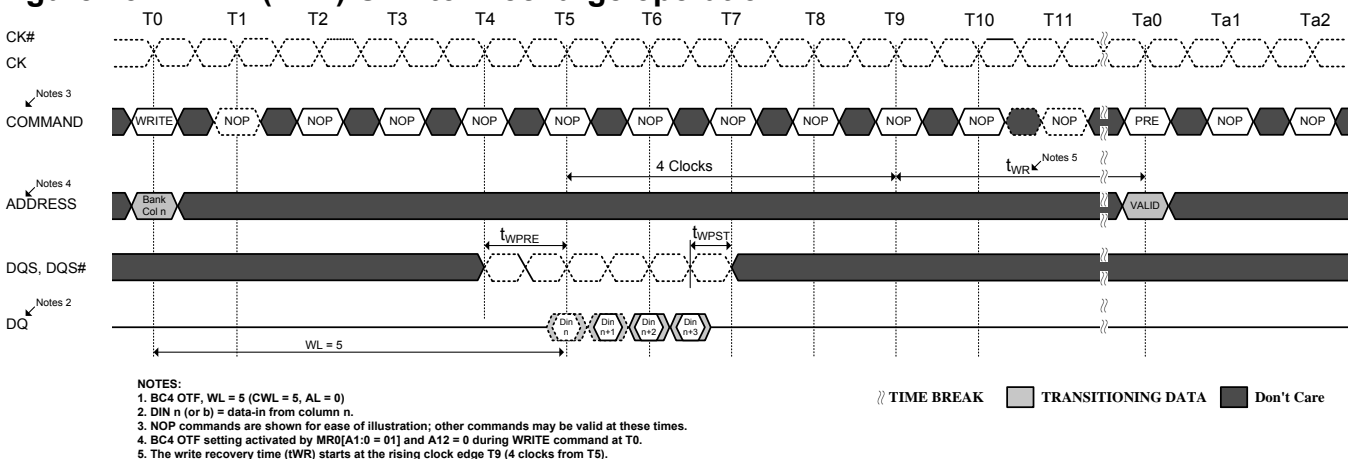 T0 T1 T2 T3 T4 T5 T6 T7 T8 T9 T10 T11 Ta0 Ta1 Ta2
CK#
CK
Notes 3
COMMAND WRITE NOP NOP NOP NOP NOP NOP NOP NOP NOP NOP NOP PRE NOP NOP
4 Clocks tWR Notes 5
Notes 4
ADDRESS Bank Col n VALID
tWPRE tWPST
DQS, DQS#
Notes 2
DQ Din n Din n+1 Din n+2 Din n+3
WL = 5
NOTES:
1. BC4 OTF, WL = 5 (CWL = 5, AL = 0)
2. DIN n (or b) = data-in from column n.
3. NOP commands are shown for ease of illustration; other commands may be valid at these times.
4. BC4 OTF setting activated by MR0[A1:0 = 01] and A12 = 0 during WRITE command at T0.
5. The write recovery time (tWR) starts at the rising clock edge T9 (4 clocks from T5).
TIME BREAK TRANSITIONING DATA Don't Care